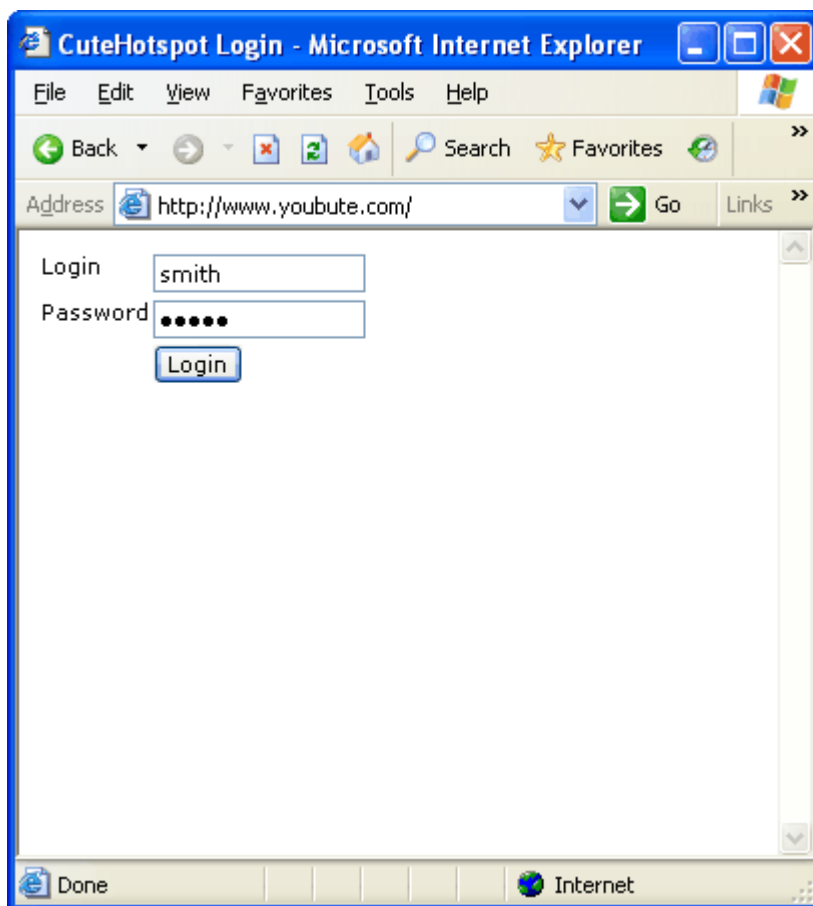 CuteHotspot Login - Microsoft Internet Explorer
File Edit View Favorites Tools Help
Back Search Favorites »
Address http://www.youbute.com/ Go Links »
Login smith
Password •••••
Login
Done Internet